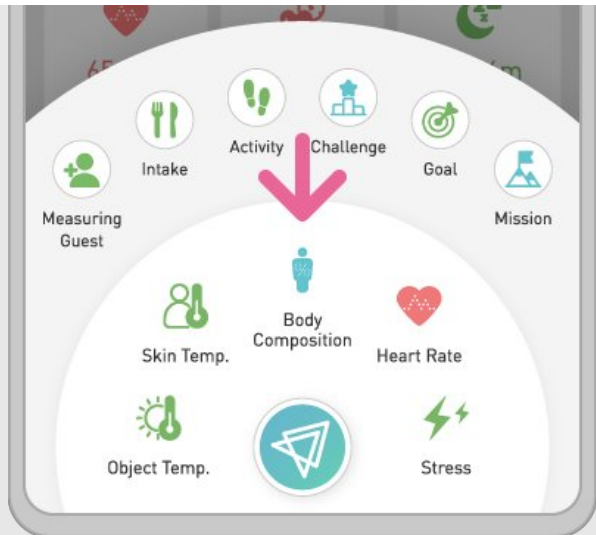 Activity
Challenge
Intake
Goal
Measuring
Guest
Mission
Body
Composition
Skin Temp.
Heart Rate
Object Temp.
Stress